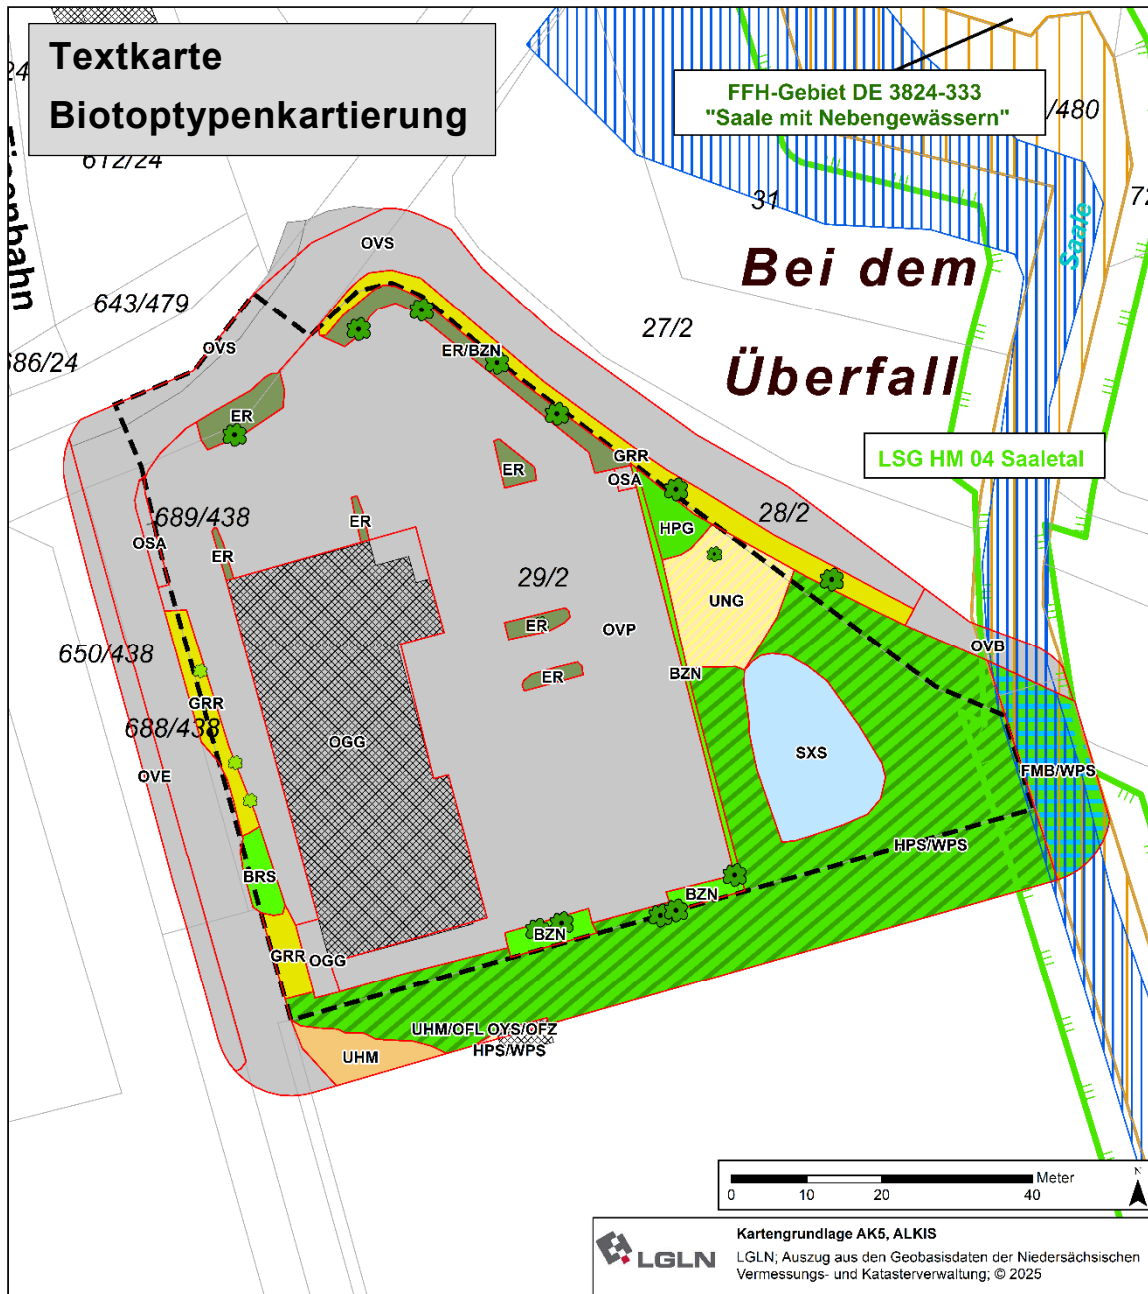 Textkarte
Biotoptypenkartierung
24
612/24
FFH-Gebiet DE 3824-333
"Saale mit Nebengewässern"
/480
31
72
Saale
OVS
Bei dem
643/479
27/2
OVS
ER/BZN
686/24
Überfall
ER
LSG HM 04 Saaletal
GRR
ER
OSA
689/438
ER
28/2
HPG
OSA
ER
29/2
UNG
ER
OVP
650/438
OVB
BZN
ER
GRR
688/438
OGG
SXS
OVE
FMB/WPS
HPS/WPS
BRS
BZN
BZN
GRR
OGG
UHM/OFL OYS/OFZ
HPS/WPS
UHM
Meter
0 10 20 40
N
Kartengrundlage AK5, ALKIS
LGLN
LGLN; Auszug aus den Geobasisdaten der Niedersächsischen
Vermessungs- und Katasterverwaltung; © 2025